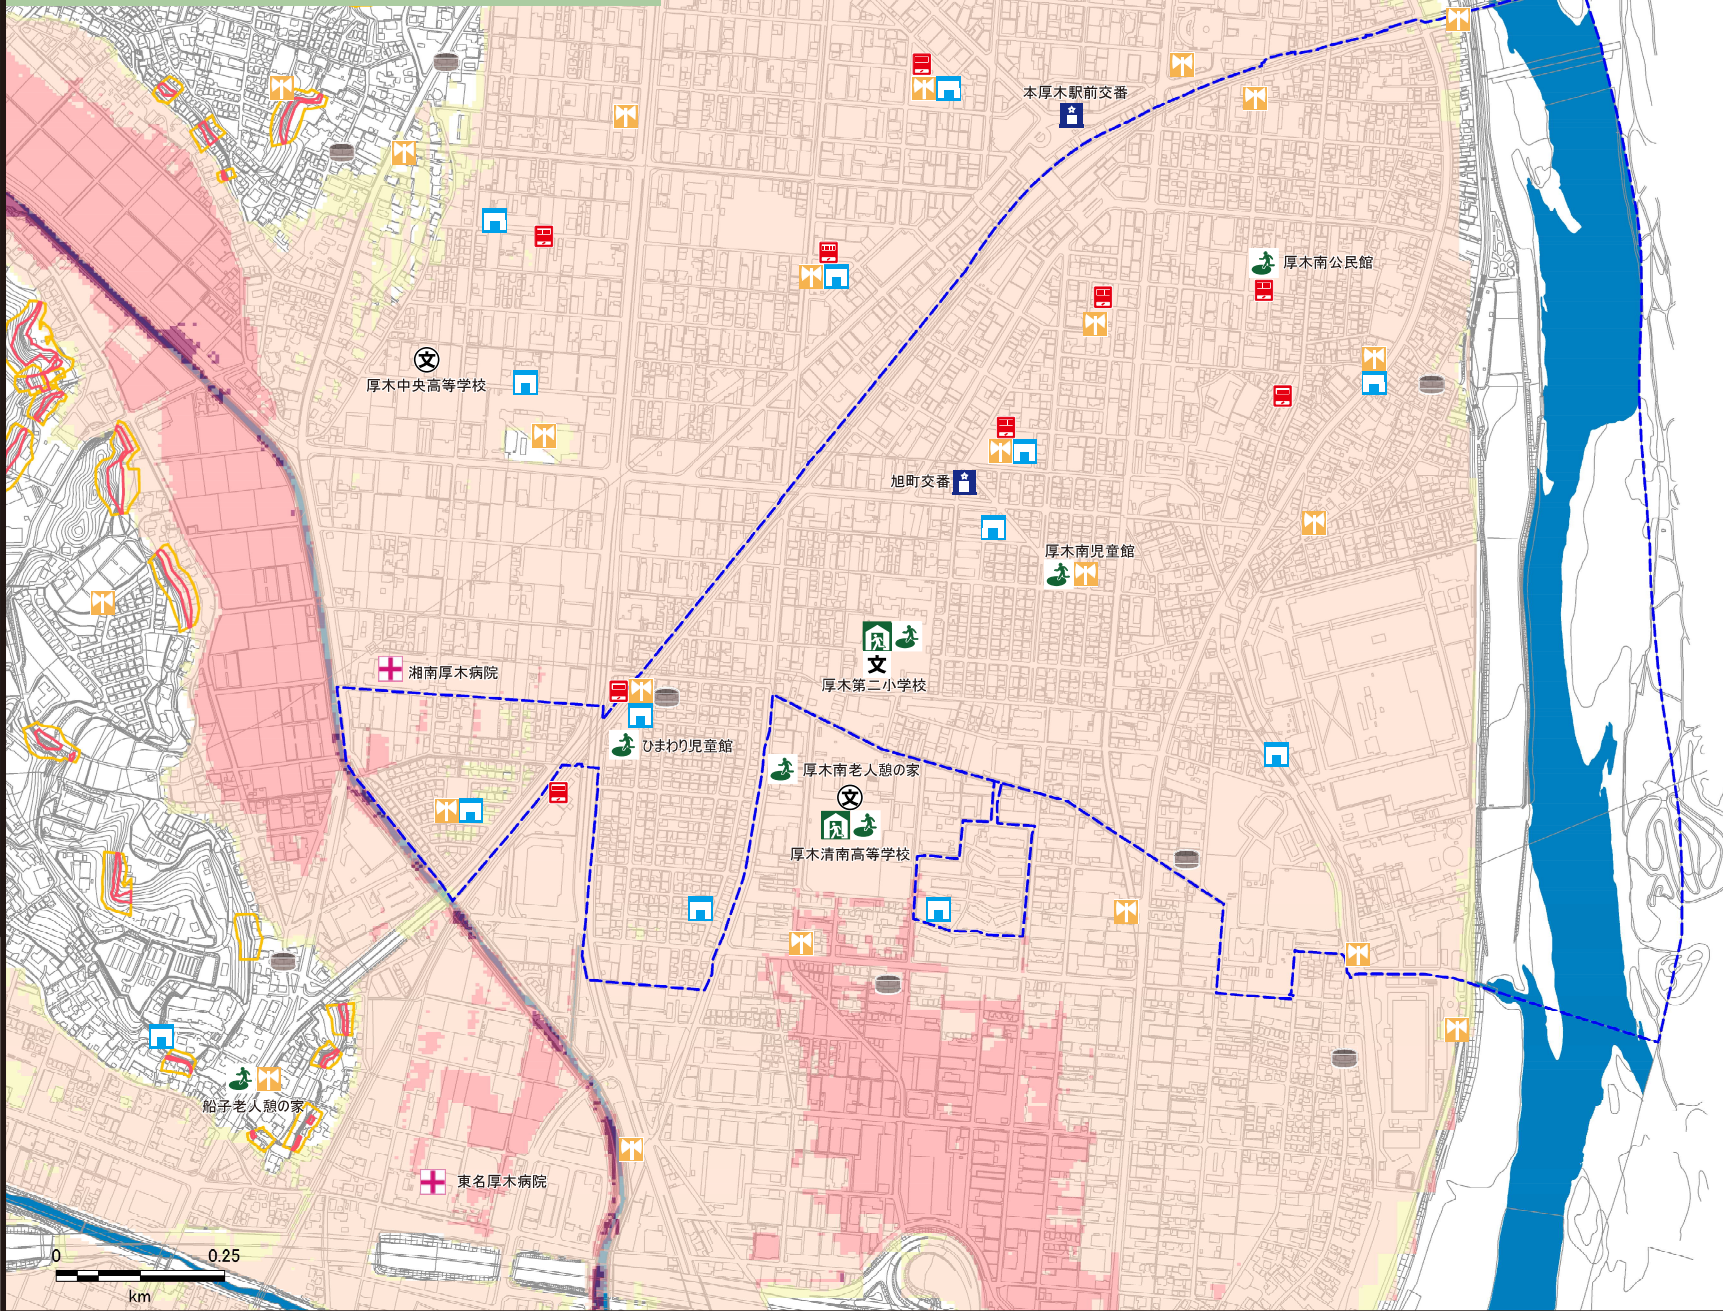 本厚木駅前交番
厚木南公民館
文
厚木中央高等学校
旭町交番
厚木南児童館
湘南厚木病院
文
厚木第二小学校
ひまわり児童館
厚木南老人憩の家
文
厚木清南高等学校
船子老人憩の家
東名厚木病院
0 0.25
km